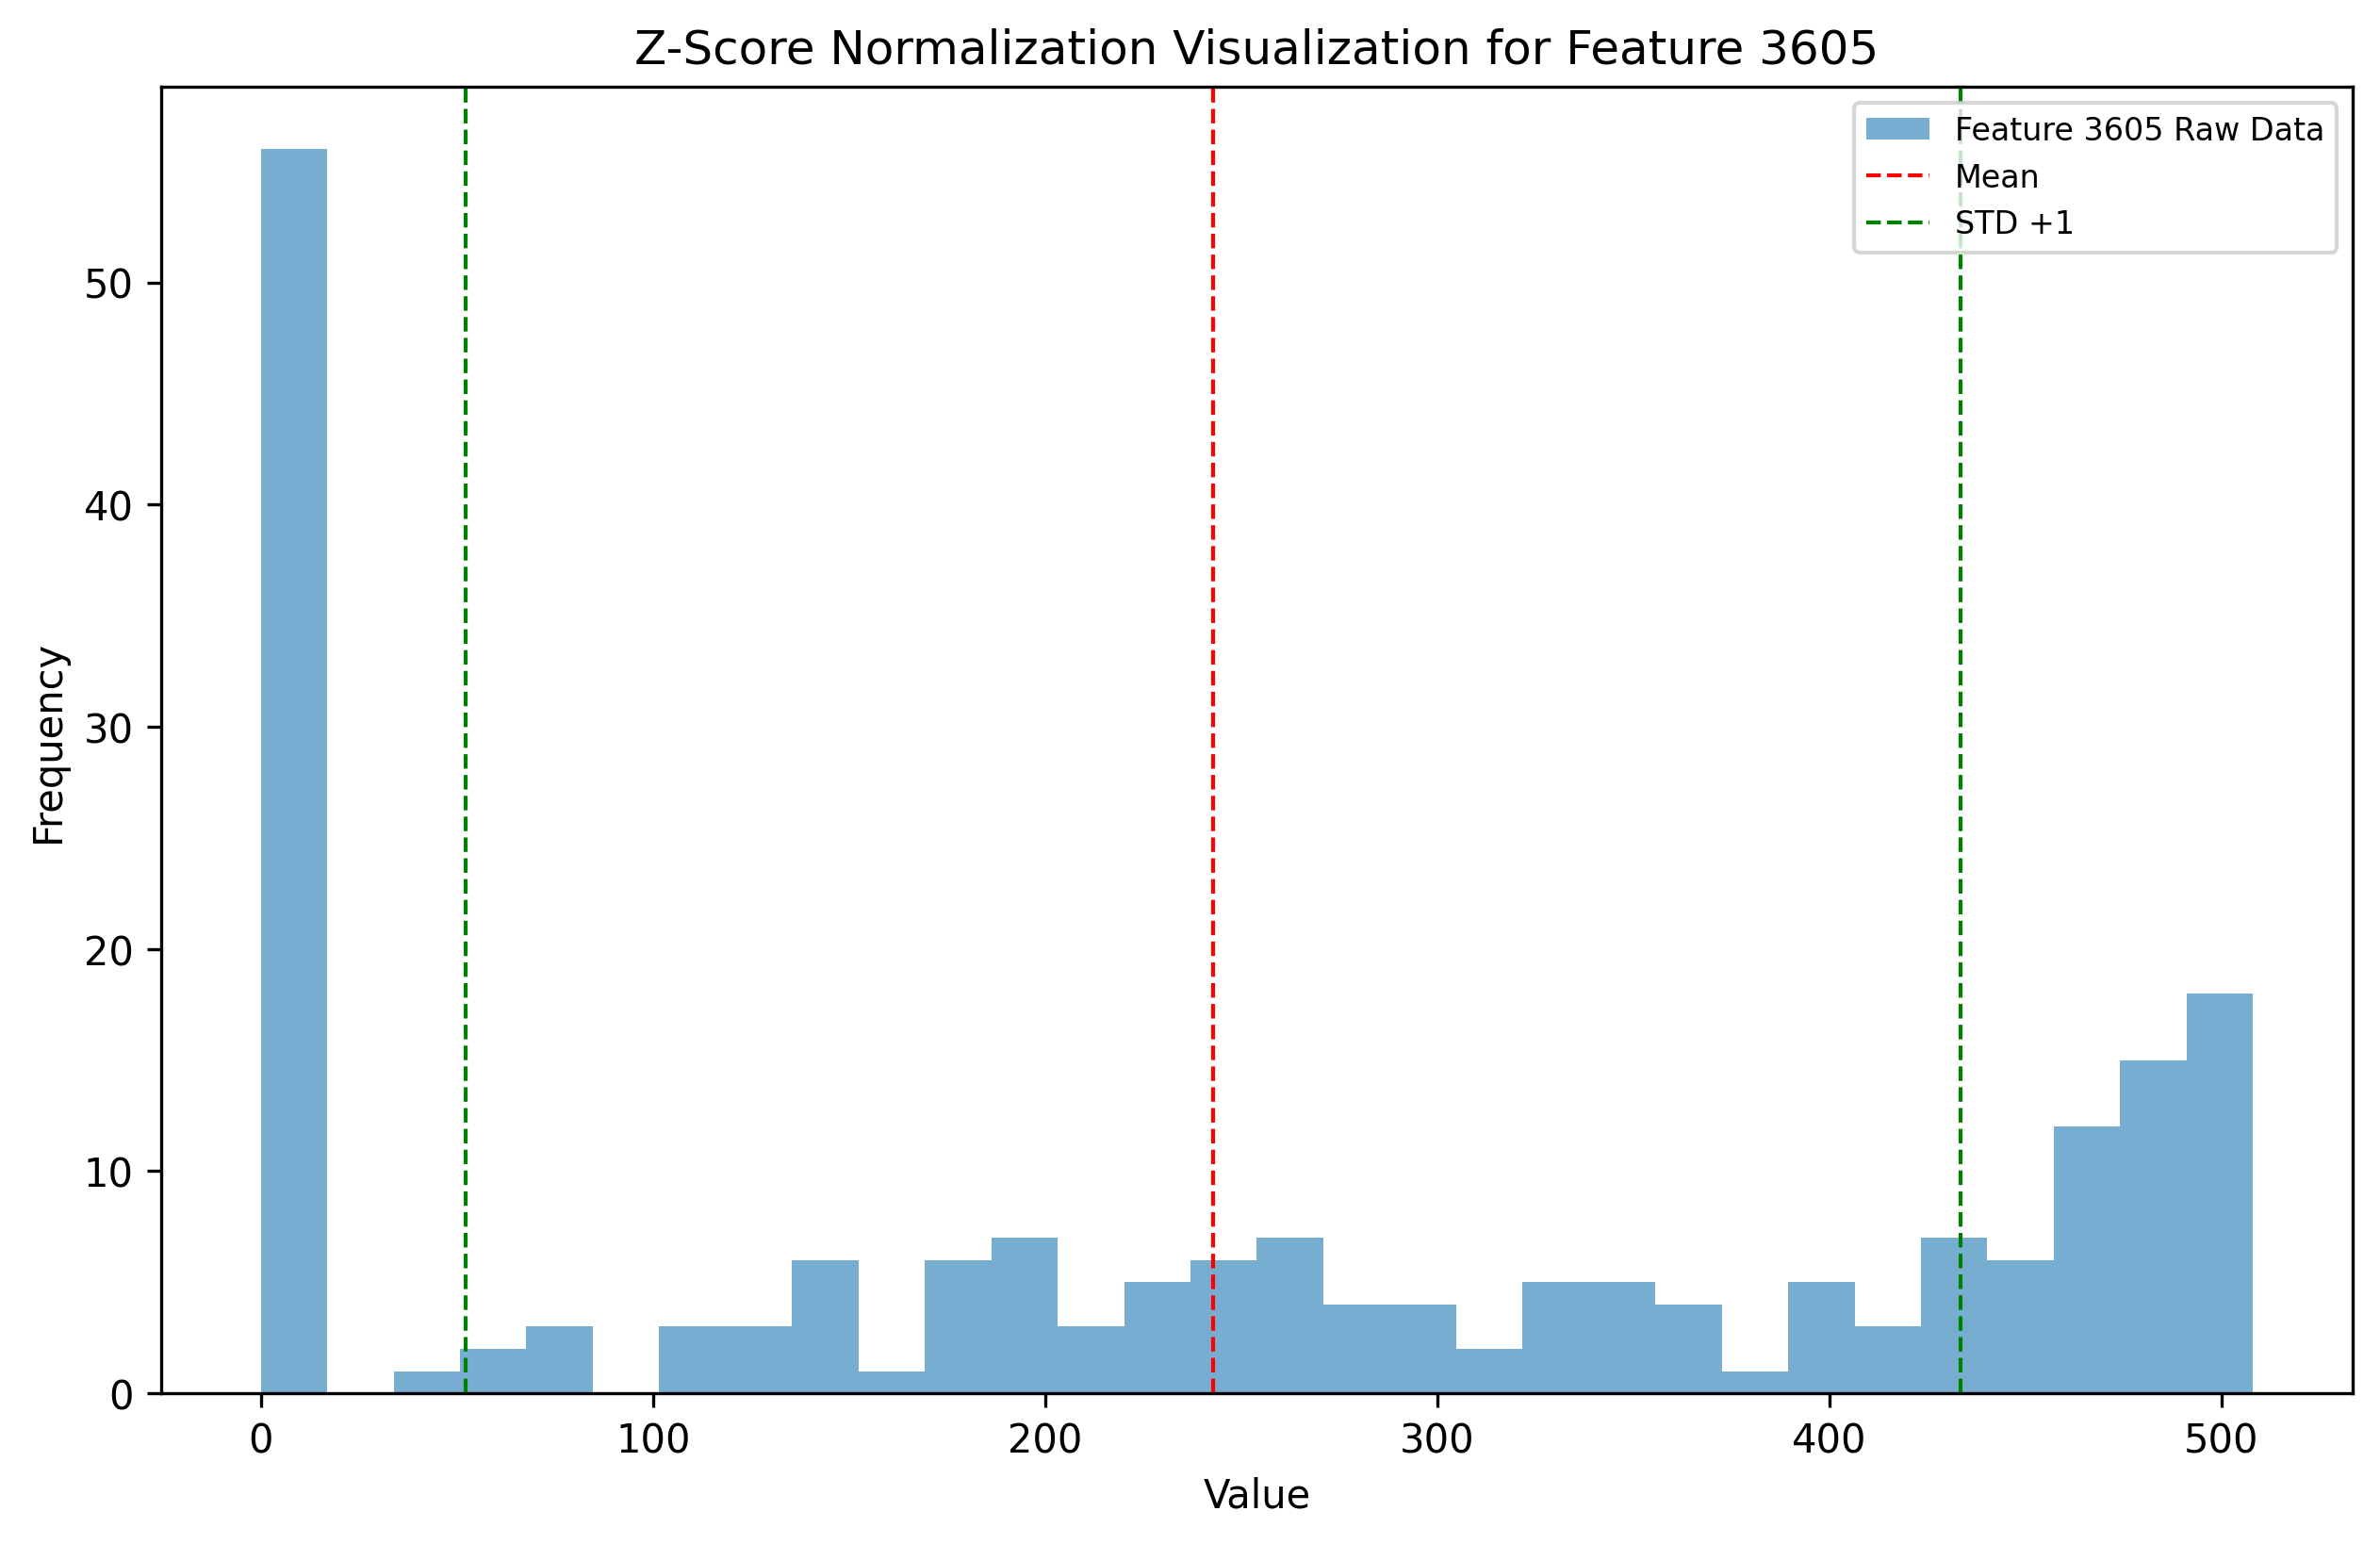 Z-Score Normalization Visualization for Feature 3605
Feature 3605 Raw Data
Mean
STD +1
50
40
30
20
10
0
Frequency
0 100 200 300 400 500
Value